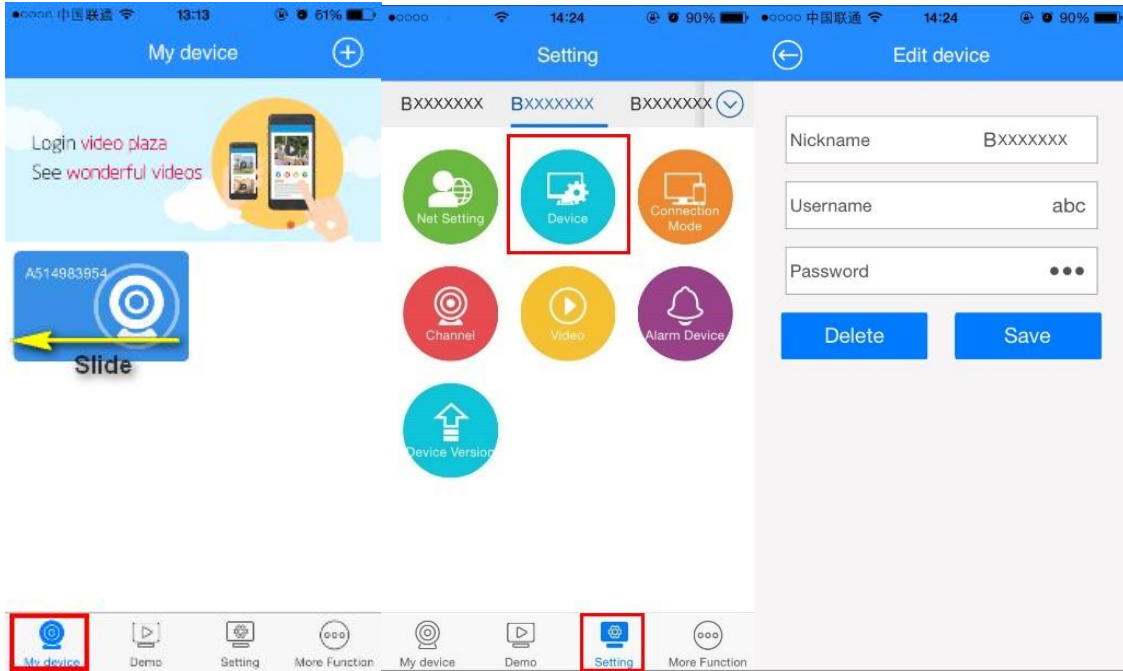 中国联通 13:13 61%
My device
Login video plaza
See wonderful videos
A514983954
Slide
My device Demo Setting More Function
14:24 90%
Setting
Bxxxxxxx Bxxxxxxx Bxxxxxxx
Net Setting Device Connection Mode
Channel Video Alarm Device
Device Version
My device Demo Setting More Function
中国联通 14:24 90%
Edit device
Nickname Bxxxxxxx
Username abc
Password •••
Delete Save